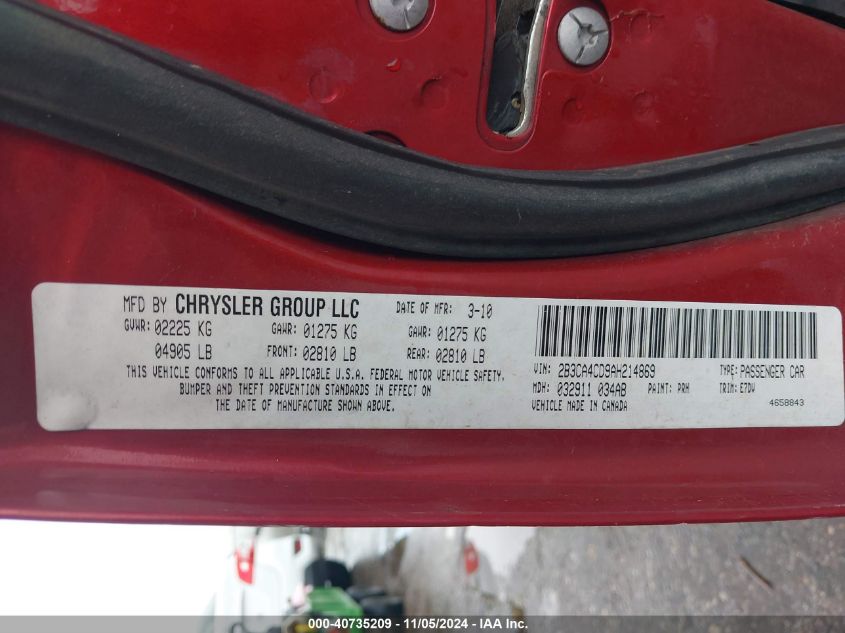 MFD BY CHRYSLER GROUP LLC DATE OF MFR: 3-10
GVWR: 02225 KG GAWR: 01275 KG GAWR: 01275 KG
04905 LB FRONT: 02810 LB REAR: 02810 LB
THIS VEHICLE CONFORMS TO ALL APPLICABLE U.S.A. FEDERAL MOTOR VEHICLE SAFETY,
BUMPER AND THEFT PREVENTION STANDARDS IN EFFECT ON
THE DATE OF MANUFACTURE SHOWN ABOVE.
VIN: 2B3CA4CD9AH214869 TYPE: PASSENGER CAR
MDH: 032911 034AB PAINT: PRH TRIM: E7DV
VEHICLE MADE IN CANADA 4658843
000-40735209 - 11/05/2024 - IAA Inc.